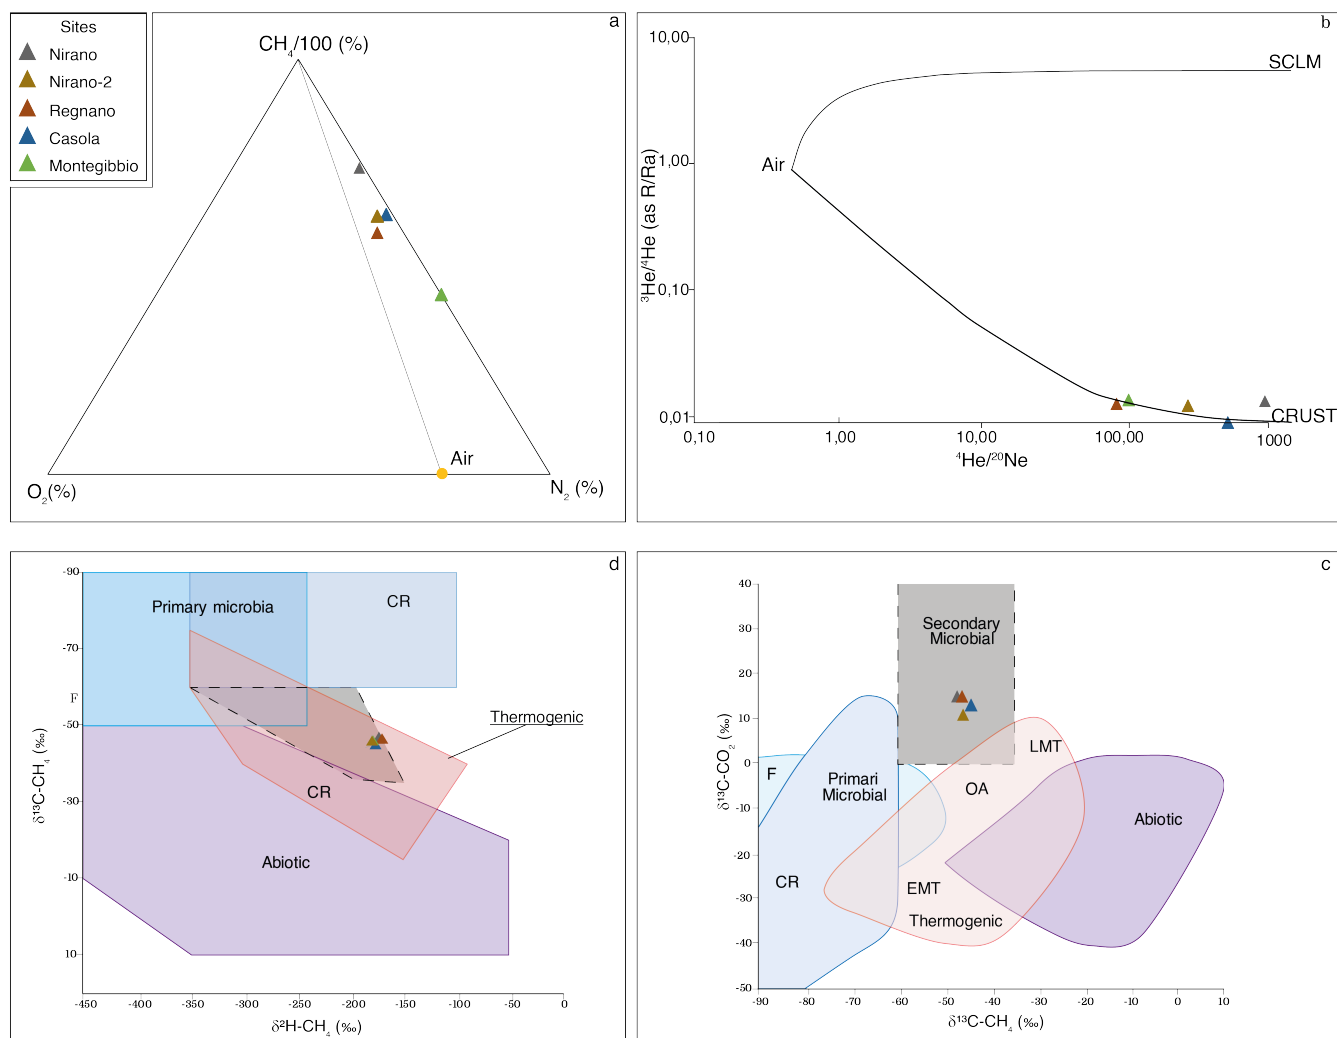 a
Sites
Nirano
Nirano-2
Regnano
Casola
Montegibbio
CH4/100 (%)
Air
O2(%)
N2 (%)
b
10,00
1,00
0,10
0,01
3He/4He (as R/Ra)
SCLM
Air
CRUST
0,10
1,00
10,00
100,00
1000
4He/20Ne
d
-90
-70
F
-50
-30
-10
10
δ13C-CH4 (‰)
Primary microbia
CR
Thermogenic
CR
Abiotic
-450
-400
-350
-300
-250
-200
-150
-100
-50
0
δ²H-CH4 (‰)
c
40
30
20
10
0
-10
-20
-30
-40
-50
δ13C-CO2 (‰)
Secondary
Microbial
LMT
F
Primari
Microbial
OA
Abiotic
CR
EMT
Thermogenic
-90
-80
-70
-60
-50
-40
-30
-20
-10
0
10
δ13C-CH4 (‰)